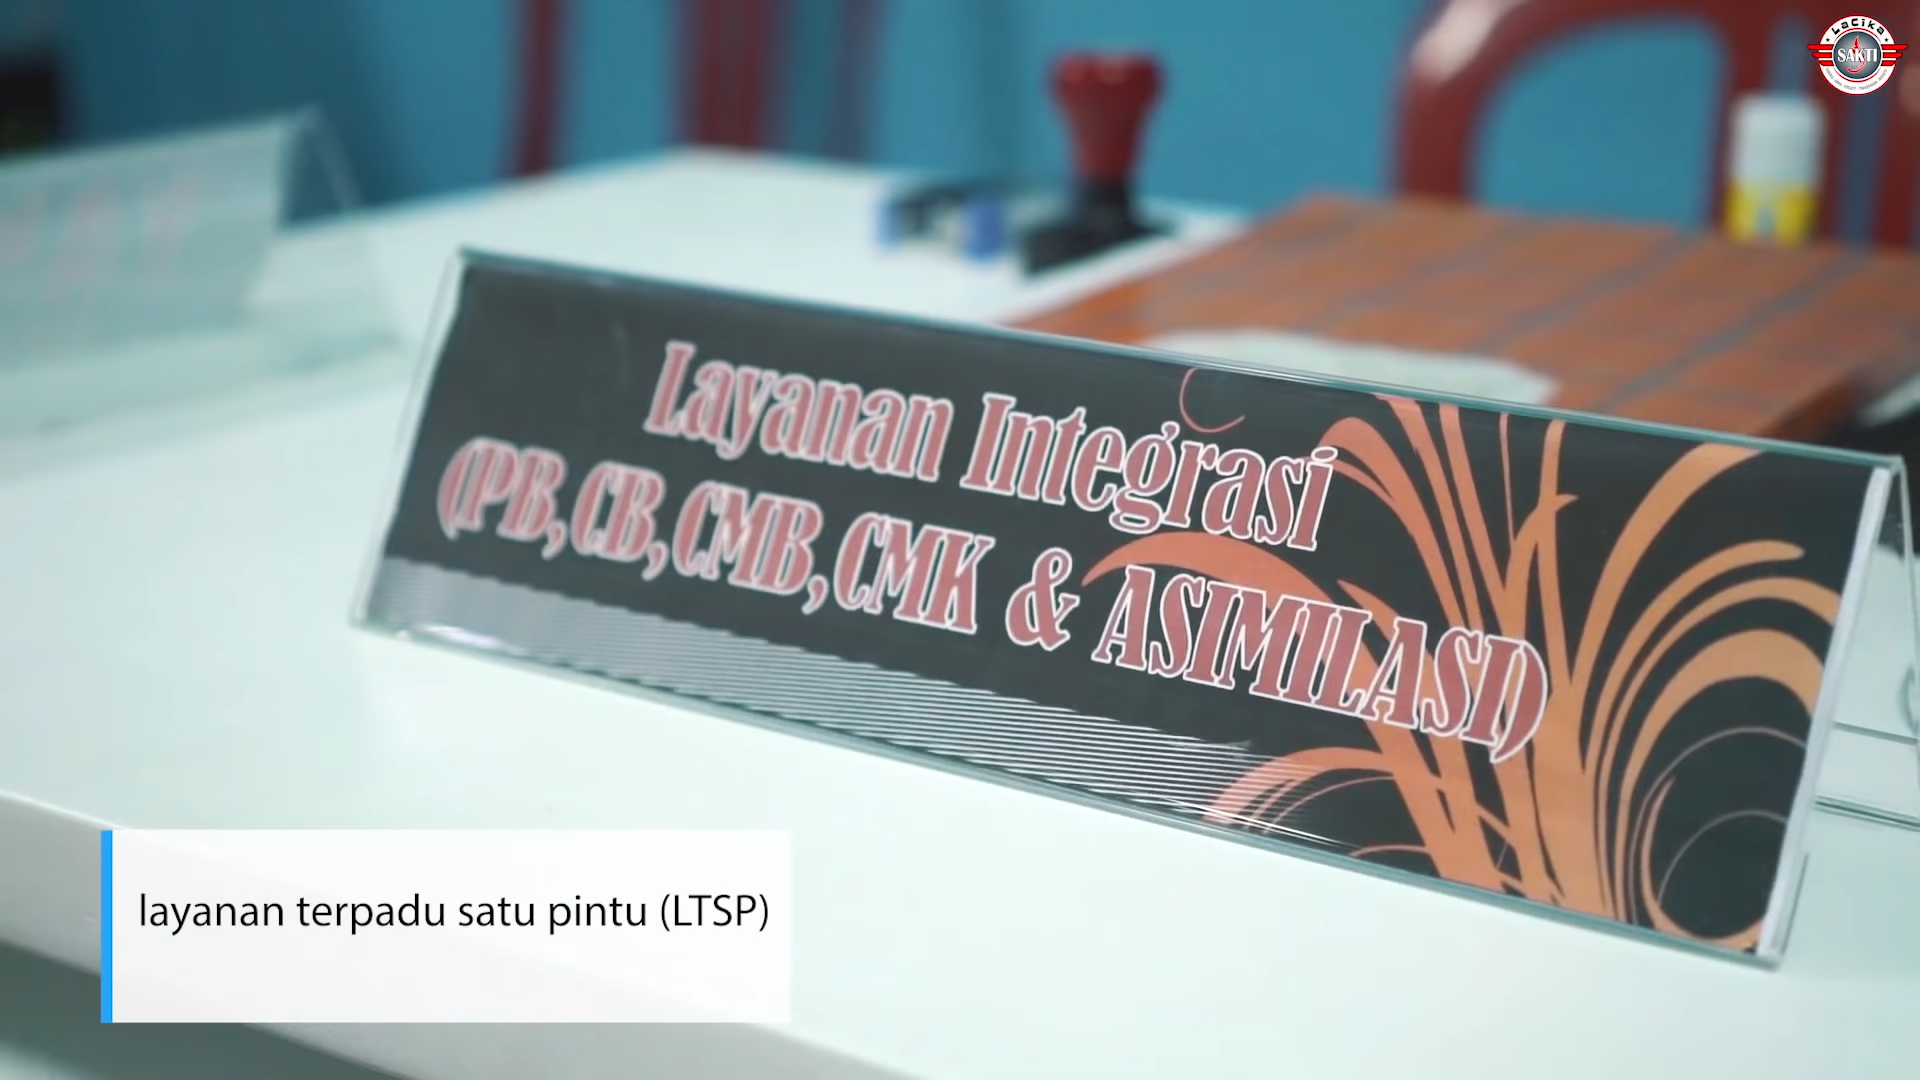 Lacika
SAKTI
Layanan Integrasi
(PB, CB, CMB, CMK & ASIMILASI)
layanan terpadu satu pintu (LTSP)